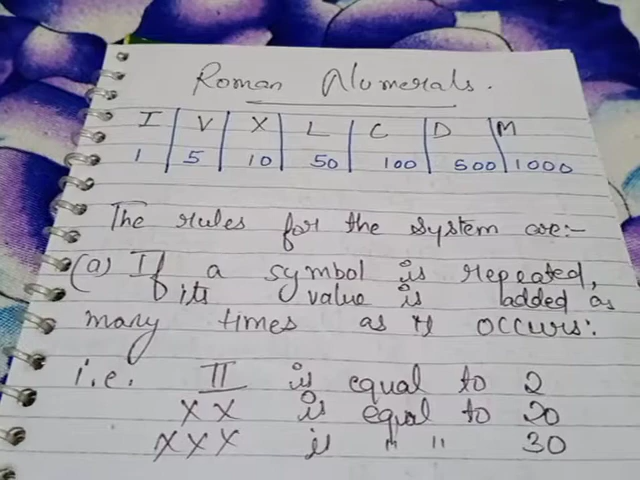 Roman Numerals.
I V X L C D M
1 5 10 50 100 500 1000
The rules for the system are:-
(a) If a symbol is repeated,
its value is added as
many times as it occurs:
i.e. II is equal to 2
XX is equal to 20
XXX is " " 30